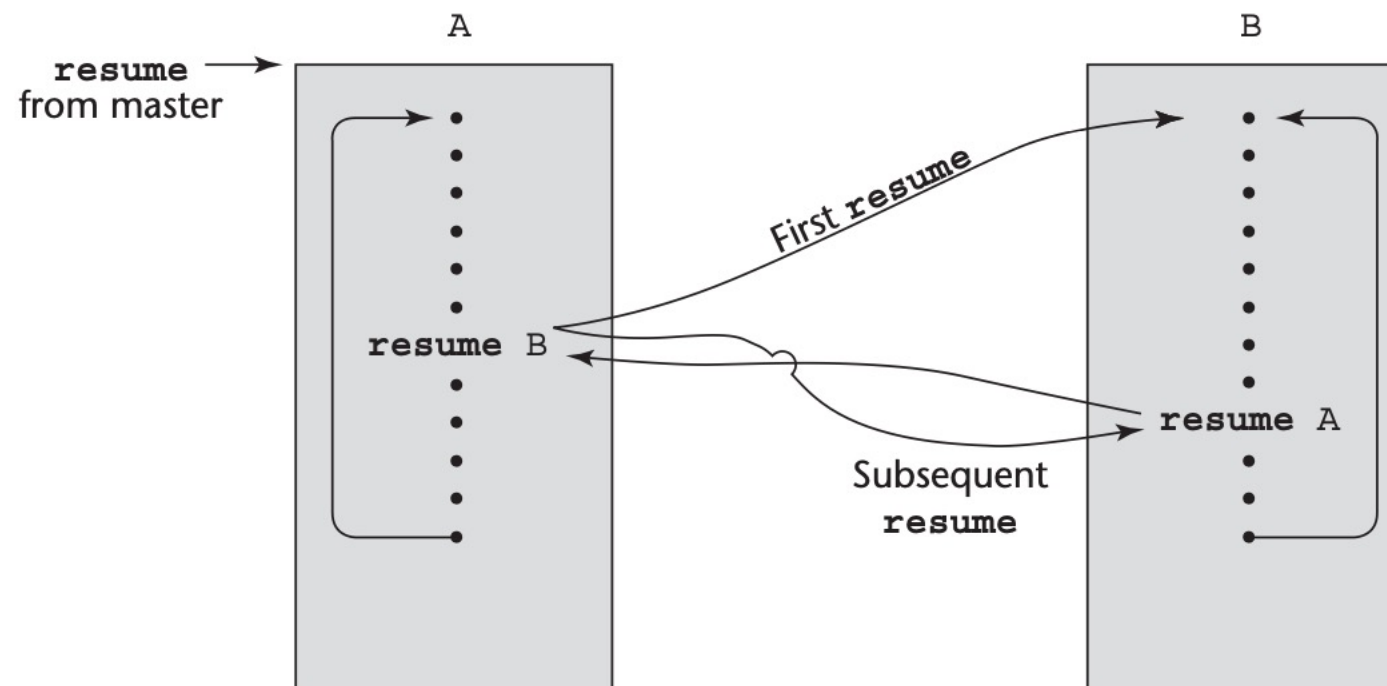 A
B
resume
from master
First resume
resume B
resume A
Subsequent
resume